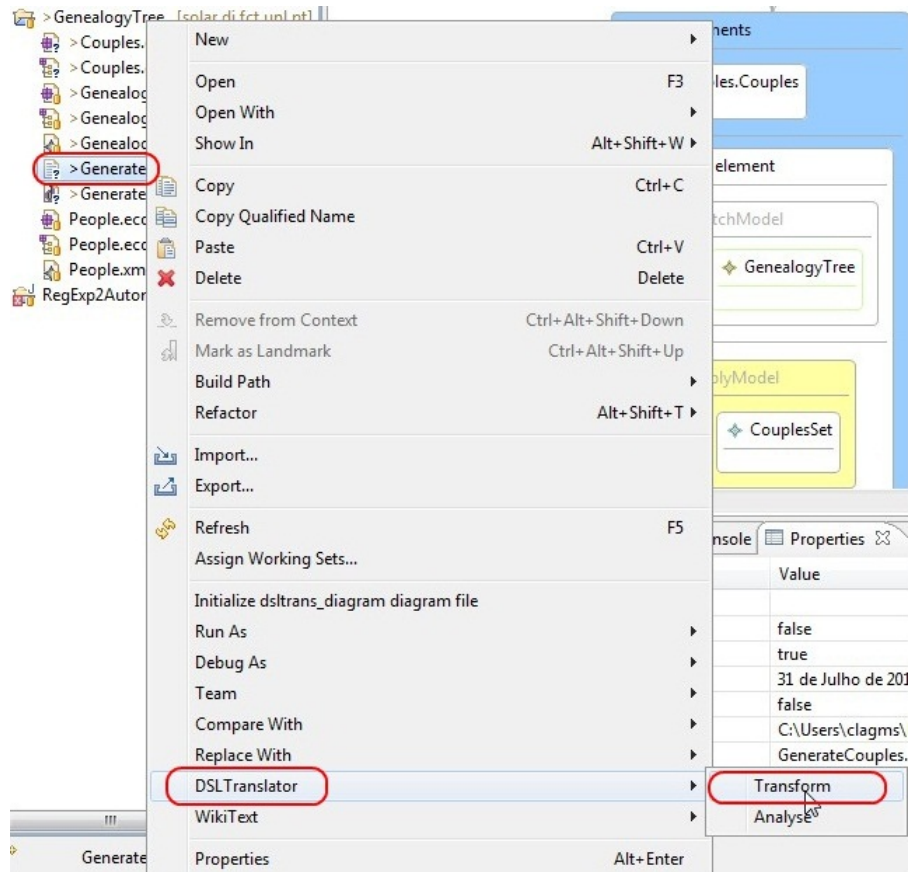 >GenealogyTree [solar.di.fct.unl.pt]
>Couples.
>Couples.
>Genealog
>Genealog
>Genealog
>Generate
>Generate
People.ecc
People.ecc
People.xm
RegExp2Autor
New
Open F3
Open With
Show In Alt+Shift+W
Copy Ctrl+C
Copy Qualified Name
Paste Ctrl+V
Delete Delete
Remove from Context Ctrl+Alt+Shift+Down
Mark as Landmark Ctrl+Alt+Shift+Up
Build Path
Refactor Alt+Shift+T
Import...
Export...
Refresh F5
Assign Working Sets...
Initialize dsltrans_diagram diagram file
Run As
Debug As
Team
Compare With
Replace With
DSLTranslator
WikiText
Properties Alt+Enter
Transform
Analyse
nents
les.Couples
element
tchModel
GenealogyTree
plyModel
CouplesSet
nsole Properties
Value
false
true
31 de Julho de 201
false
C:\Users\clagms\
GenerateCouples.
Generate